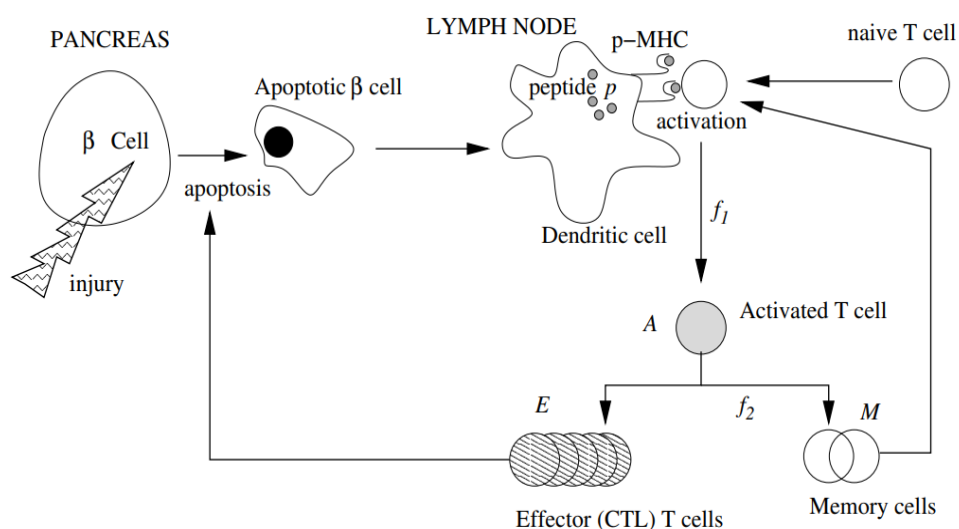 LYMPH NODE
PANCREAS
p−MHC
naive T cell
Apoptotic β cell
peptide p
β Cell
activation
apoptosis
f1
Dendritic cell
injury
A
Activated T cell
E
f2
M
Effector (CTL) T cells
Memory cells